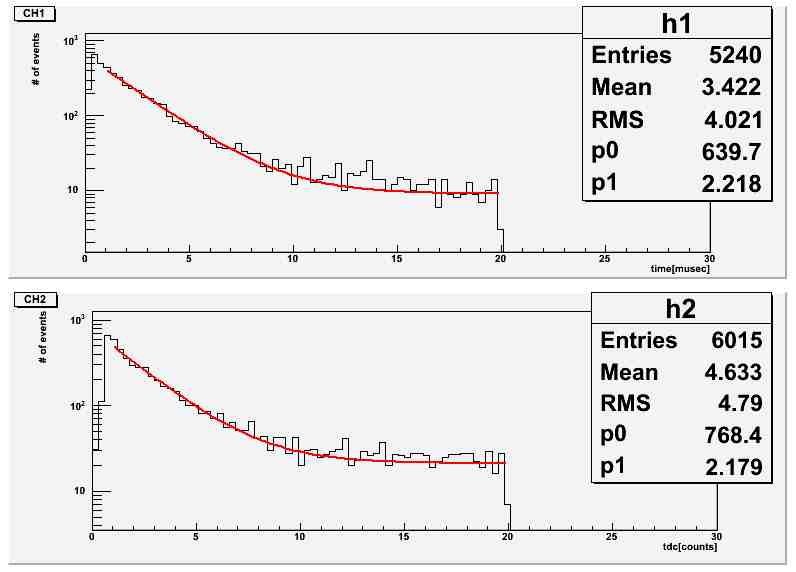 CH1
# of events
10³
10²
10
0 5 10 15 20 25 30
time[musec]
h1
Entries 5240
Mean 3.422
RMS 4.021
p0 639.7
p1 2.218
CH2
# of events
10³
10²
10
0 5 10 15 20 25 30
tdc[counts]
h2
Entries 6015
Mean 4.633
RMS 4.79
p0 768.4
p1 2.179